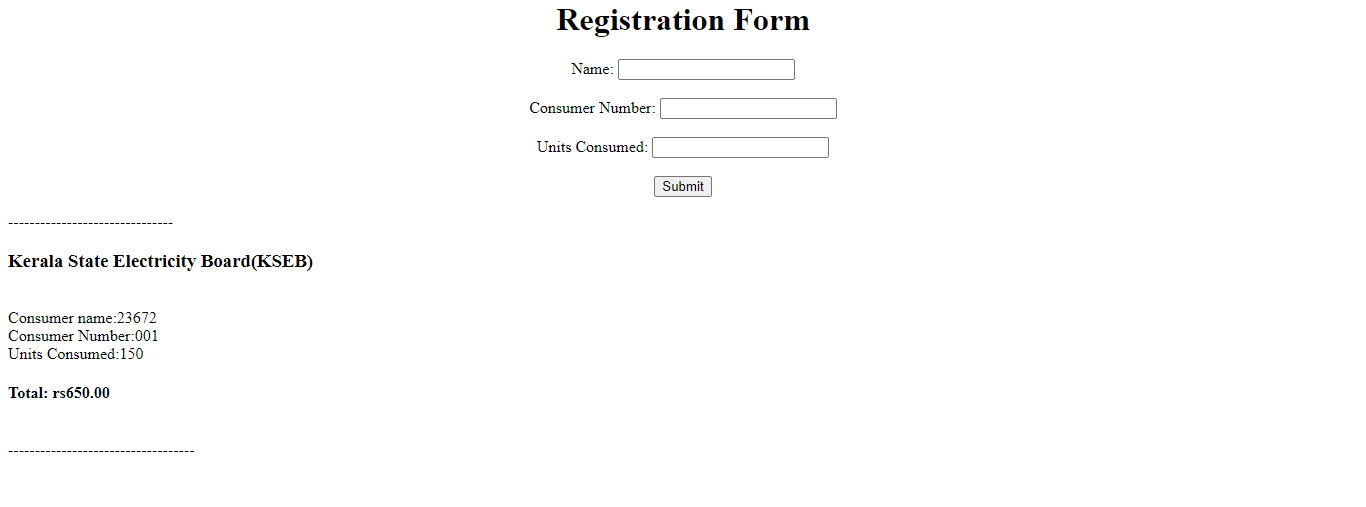 Registration Form
Name:
Consumer Number:
Units Consumed:
Submit
-------------------------------
Kerala State Electricity Board(KSEB)
Consumer name:23672
Consumer Number:001
Units Consumed:150
Total: rs650.00
-----------------------------------